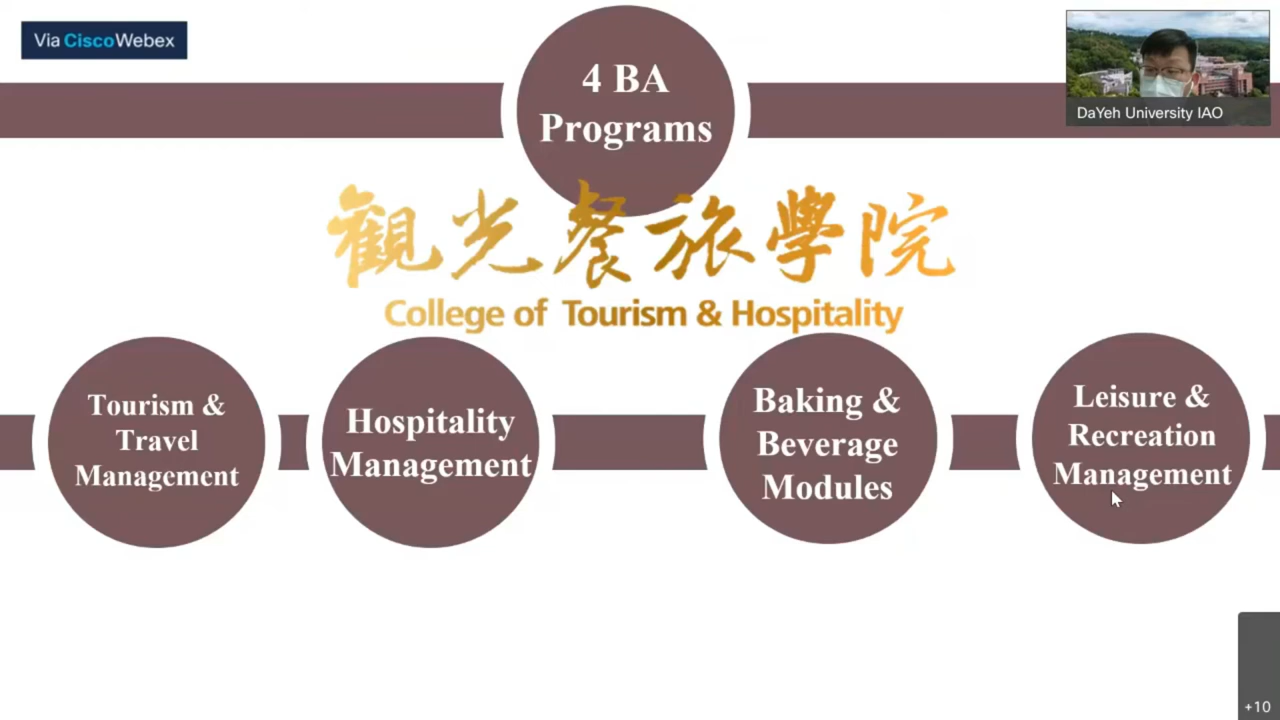 Via CiscoWebex
4 BA
Programs
DaYeh University IAO
観光餐旅學院
College of Tourism & Hospitality
Tourism &
Travel
Management
Hospitality
Management
Baking &
Beverage
Modules
Leisure &
Recreation
Management
+10